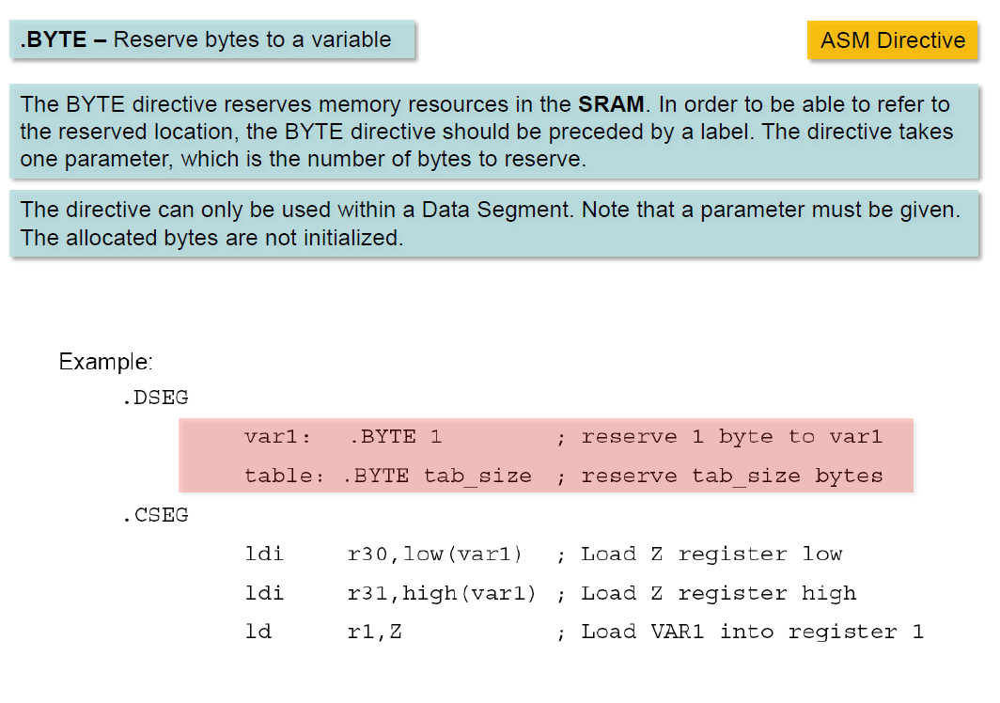 .BYTE – Reserve bytes to a variable
ASM Directive
The BYTE directive reserves memory resources in the SRAM. In order to be able to refer to
the reserved location, the BYTE directive should be preceded by a label. The directive takes
one parameter, which is the number of bytes to reserve.
The directive can only be used within a Data Segment. Note that a parameter must be given.
The allocated bytes are not initialized.
Example:
.DSEG
var1: .BYTE 1 ; reserve 1 byte to var1
table: .BYTE tab_size ; reserve tab_size bytes
.CSEG
ldi r30,low(var1) ; Load Z register low
ldi r31,high(var1) ; Load Z register high
ld r1,Z ; Load VAR1 into register 1